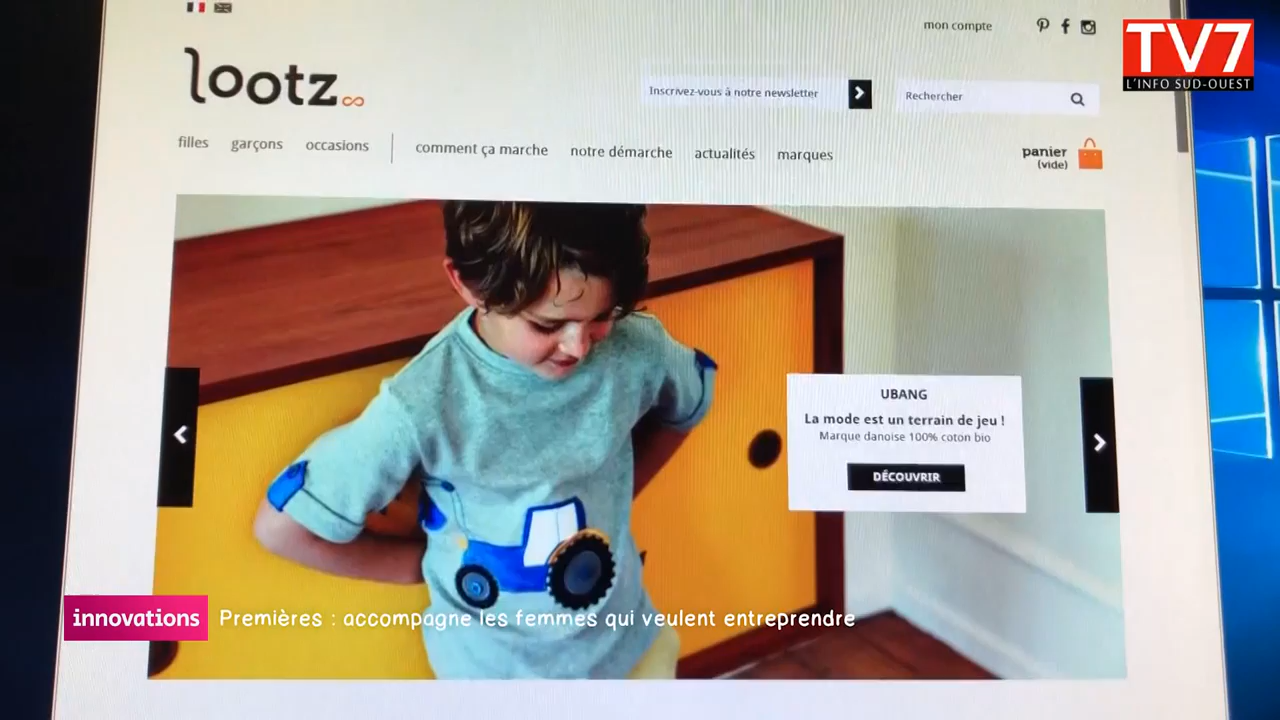 mon compte
TV7
L'INFO SUD-OUEST
lootz
Inscrivez-vous à notre newsletter
Rechercher
filles garçons occasions comment ça marche notre démarche actualités marques
panier
(vide)
UBANG
La mode est un terrain de jeu !
Marque danoise 100% coton bio
DÉCOUVRIR
innovations Premières : accompagne les femmes qui veulent entreprendre